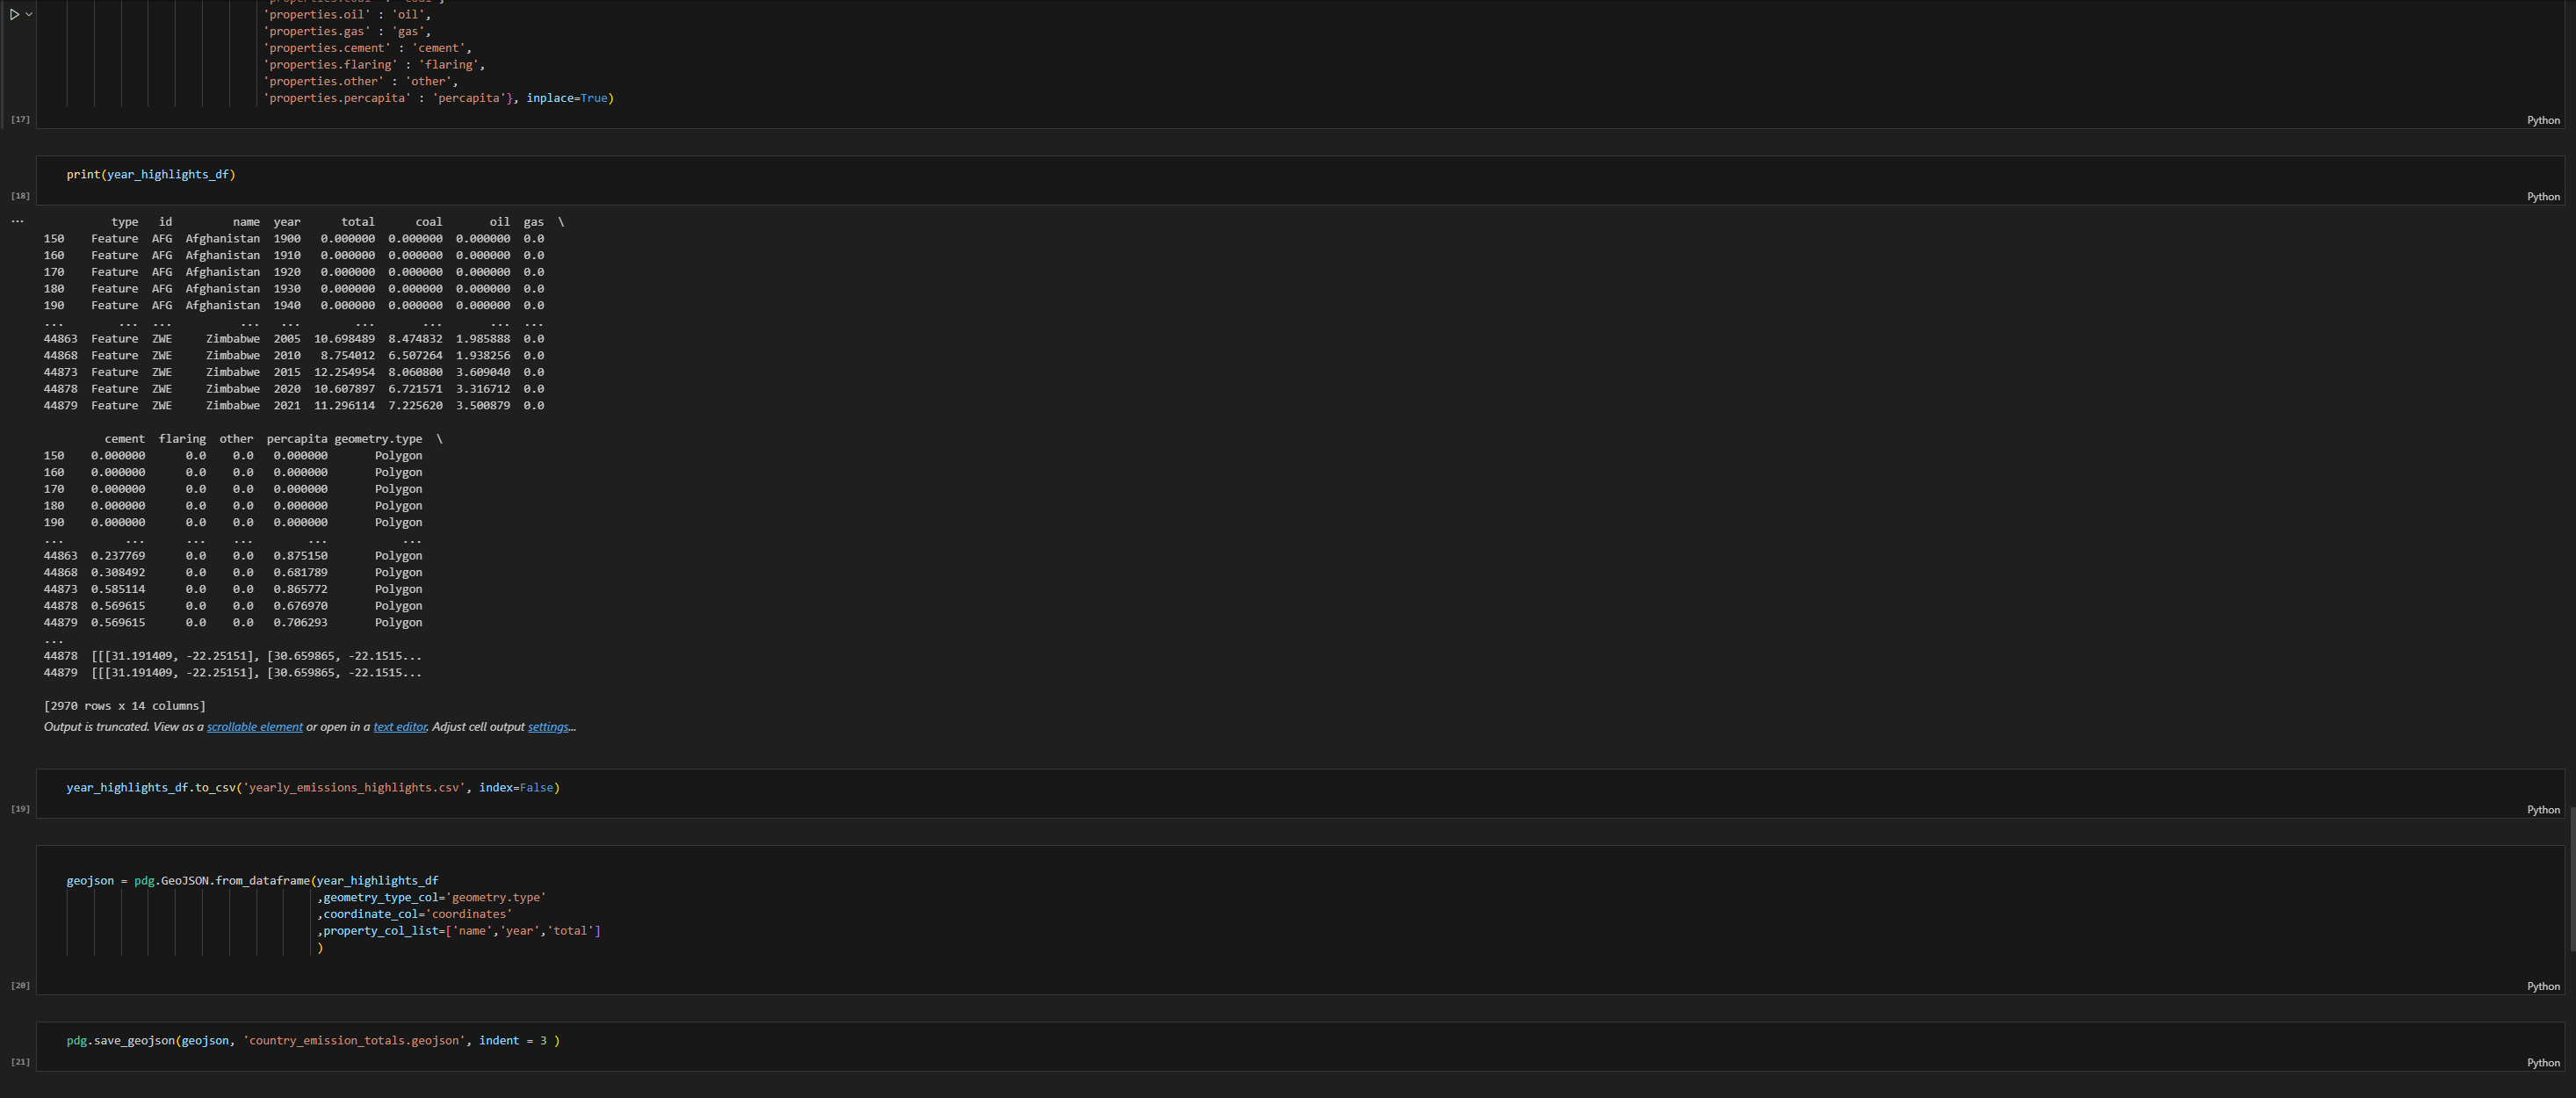 'properties.oil' : 'oil',
'properties.gas' : 'gas',
'properties.cement' : 'cement',
'properties.flaring' : 'flaring',
'properties.other' : 'other',
'properties.percapita' : 'percapita'}, inplace=True)
[17]
Python
print(year_highlights_df)
[18]
Python
...
type id name year total coal oil gas \
150 Feature AFG Afghanistan 1900 0.000000 0.000000 0.000000 0.0
160 Feature AFG Afghanistan 1910 0.000000 0.000000 0.000000 0.0
170 Feature AFG Afghanistan 1920 0.000000 0.000000 0.000000 0.0
180 Feature AFG Afghanistan 1930 0.000000 0.000000 0.000000 0.0
190 Feature AFG Afghanistan 1940 0.000000 0.000000 0.000000 0.0
... ... ... ... ... ... ... ... ...
44863 Feature ZWE Zimbabwe 2005 10.698489 8.474832 1.985888 0.0
44868 Feature ZWE Zimbabwe 2010 8.754012 6.507264 1.938256 0.0
44873 Feature ZWE Zimbabwe 2015 12.254954 8.060800 3.609040 0.0
44878 Feature ZWE Zimbabwe 2020 10.607897 6.721571 3.316712 0.0
44879 Feature ZWE Zimbabwe 2021 11.296114 7.225620 3.500879 0.0
cement flaring other percapita geometry.type \
150 0.000000 0.0 0.0 0.000000 Polygon
160 0.000000 0.0 0.0 0.000000 Polygon
170 0.000000 0.0 0.0 0.000000 Polygon
180 0.000000 0.0 0.0 0.000000 Polygon
190 0.000000 0.0 0.0 0.000000 Polygon
... ... ... ... ... ...
44863 0.237769 0.0 0.0 0.875150 Polygon
44868 0.308492 0.0 0.0 0.681789 Polygon
44873 0.585114 0.0 0.0 0.865772 Polygon
44878 0.569615 0.0 0.0 0.676970 Polygon
44879 0.569615 0.0 0.0 0.706293 Polygon
...
44878 [[[31.191409, -22.25151], [30.659865, -22.1515...
44879 [[[31.191409, -22.25151], [30.659865, -22.1515...
[2970 rows x 14 columns]
Output is truncated. View as a scrollable element or open in a text editor. Adjust cell output settings...
year_highlights_df.to_csv('yearly_emissions_highlights.csv', index=False)
[19]
Python
geojson = pdg.GeoJSON.from_dataframe(year_highlights_df
,geometry_type_col='geometry.type'
,coordinate_col='coordinates'
,property_col_list=['name','year','total']
)
[20]
Python
pdg.save_geojson(geojson, 'country_emission_totals.geojson', indent = 3 )
[21]
Python